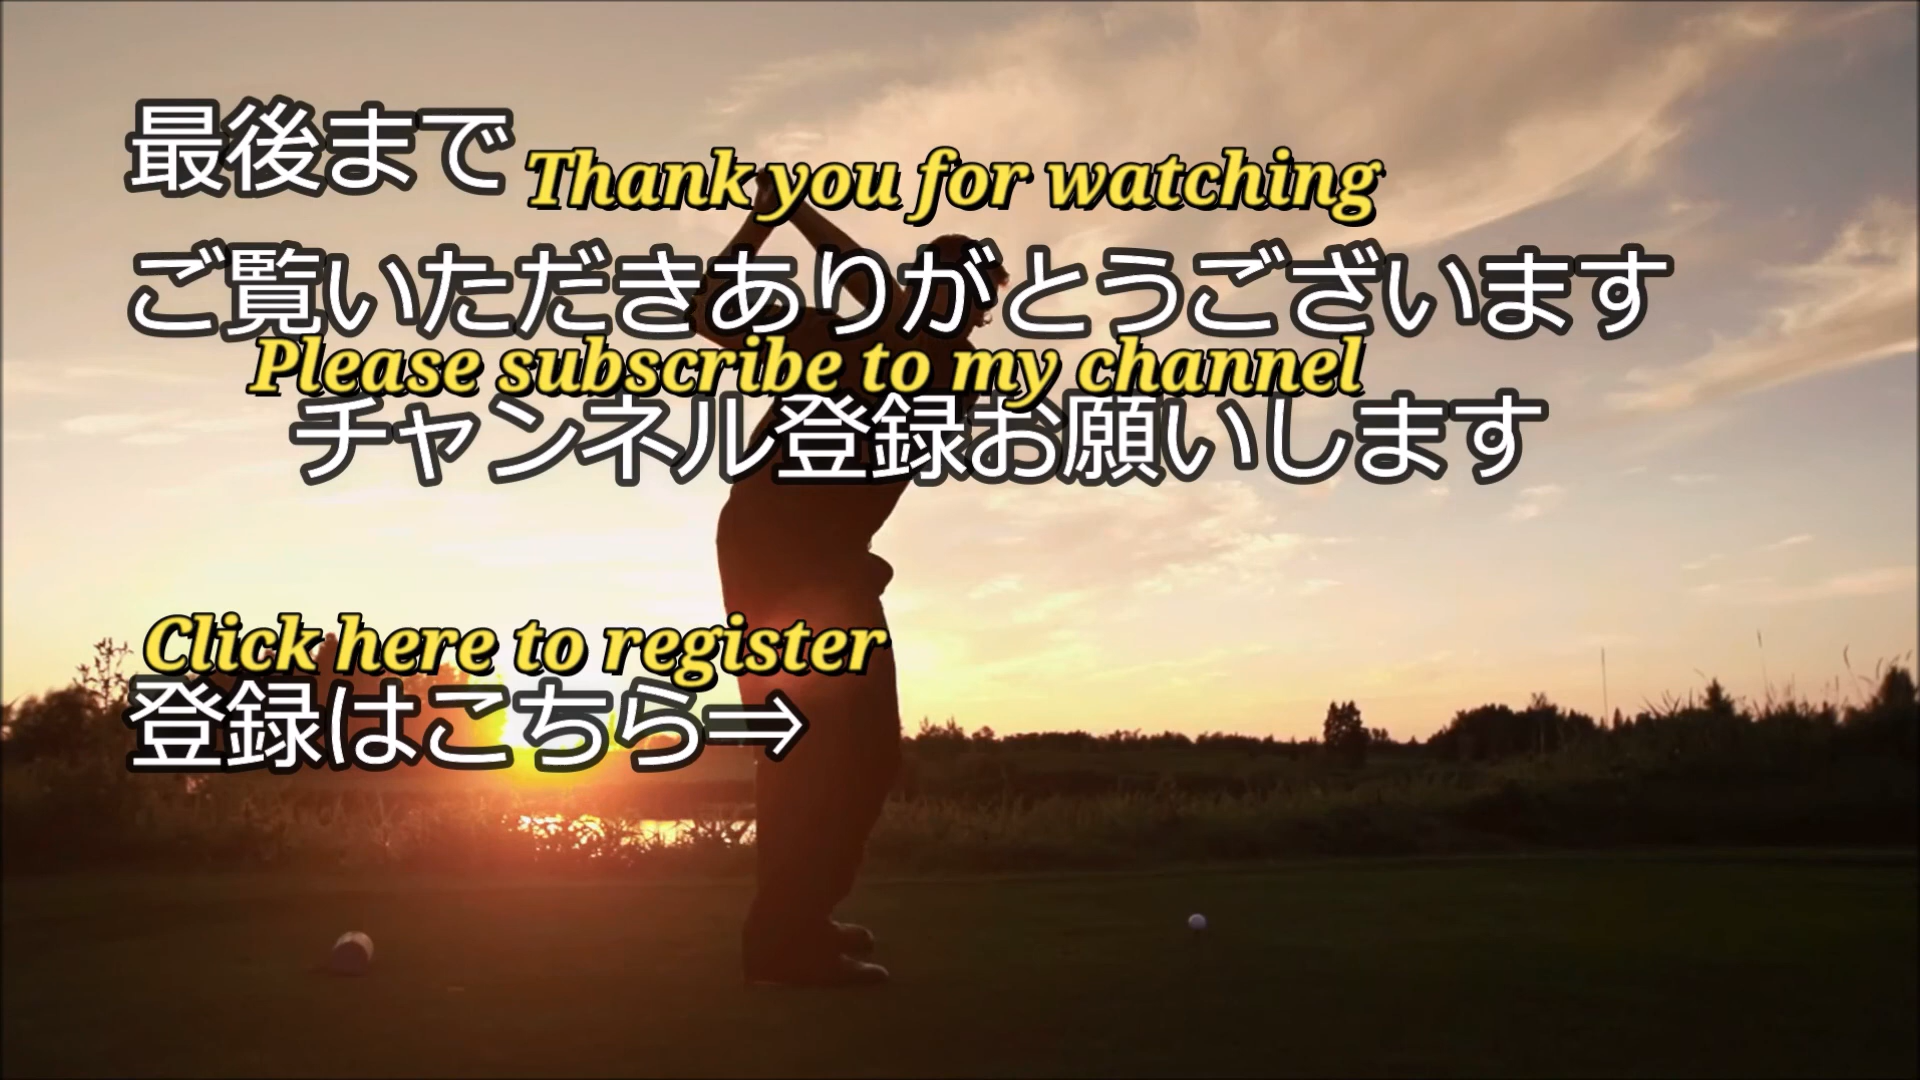 最後まで
Thank you for watching
ご覧いただきありがとうございます
Please subscribe to my channel
チャンネル登録お願いします
Click here to register
登録はこちら⇒